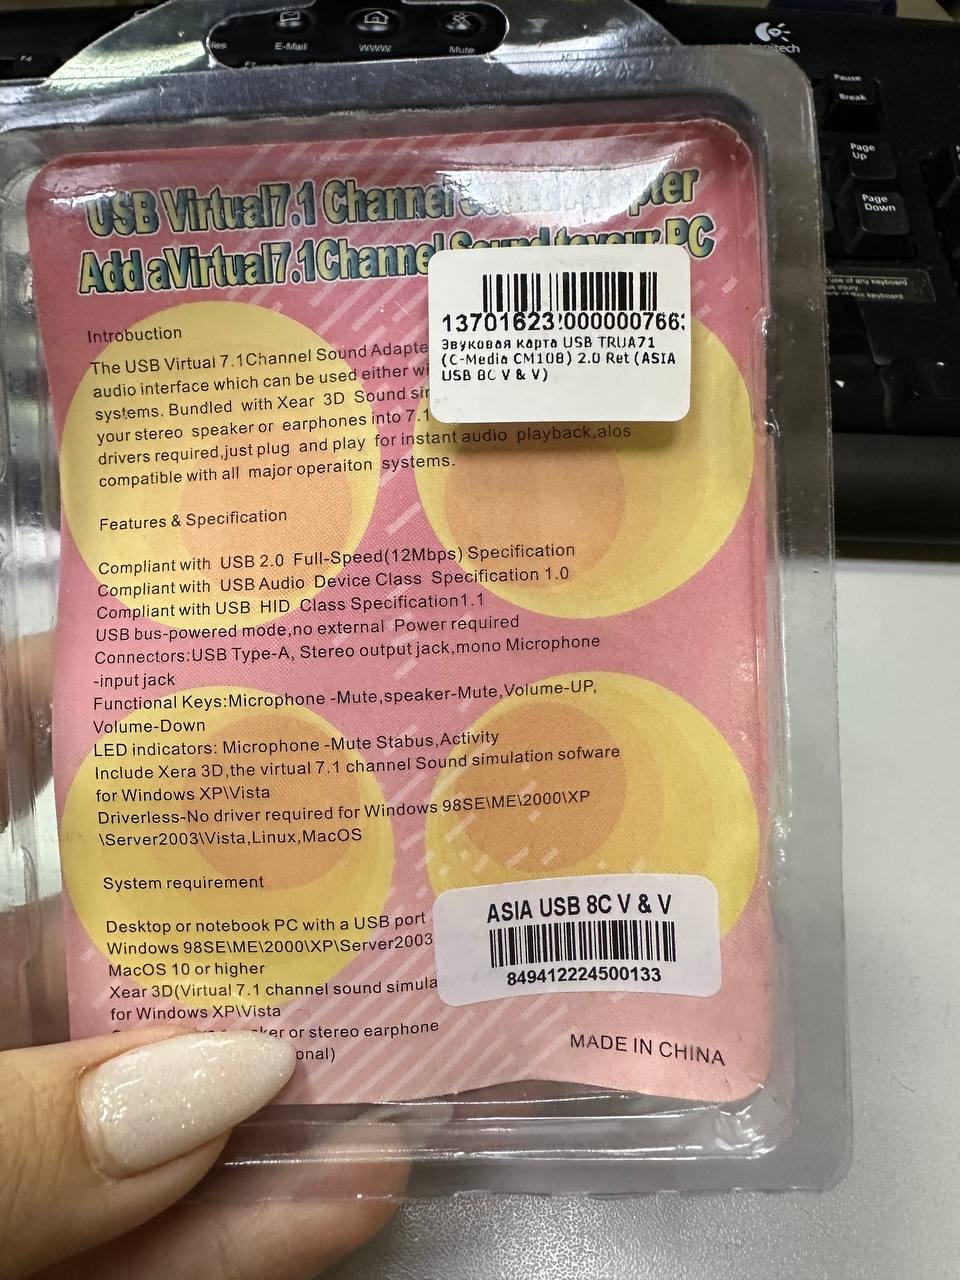 E-Mail
WWW
Mute
Pause
Break
Page
Up
Page
Down
USB Virtual7.1 Channel Sound Adapter
Add aVirtual7.1Channel Sound toyour PC
13701623
Звуковая карта USB TRUA71
(C-Media CM108) 2.0 Ret (ASIA
USB 8C V & V)
Introbuction
The USB Virtual 7.1Channel Sound Adapte
audio interface which can be used either wi
systems. Bundled with Xear 3D Sound sir
your stereo speaker or earphones into 7.1
drivers required,just plug and play for instant audio playback,alos
compatible with all major operaiton systems.
Features & Specification
Compliant with USB 2.0 Full-Speed(12Mbps) Specification
Compliant with USB Audio Device Class Specification 1.0
Compliant with USB HID Class Specification1.1
USB bus-powered mode,no external Power required
Connectors:USB Type-A, Stereo output jack,mono Microphone
-input jack
Functional Keys:Microphone -Mute,speaker-Mute,Volume-UP,
Volume-Down
LED indicators: Microphone -Mute Stabus,Activity
Include Xera 3D,the virtual 7.1 channel Sound simulation sofware
for Windows XP\Vista
Driverless-No driver required for Windows 98SE\ME\2000\XP
\Server2003\Vista,Linux,MacOS
System requirement
Desktop or notebook PC with a USB port
Windows 98SE\ME\2000\XP\Server2003
MacOS 10 or higher
Xear 3D(Virtual 7.1 channel sound simula
for Windows XP\Vista
or stereo earphone
onal)
ASIA USB 8C V & V
849412224500133
MADE IN CHINA